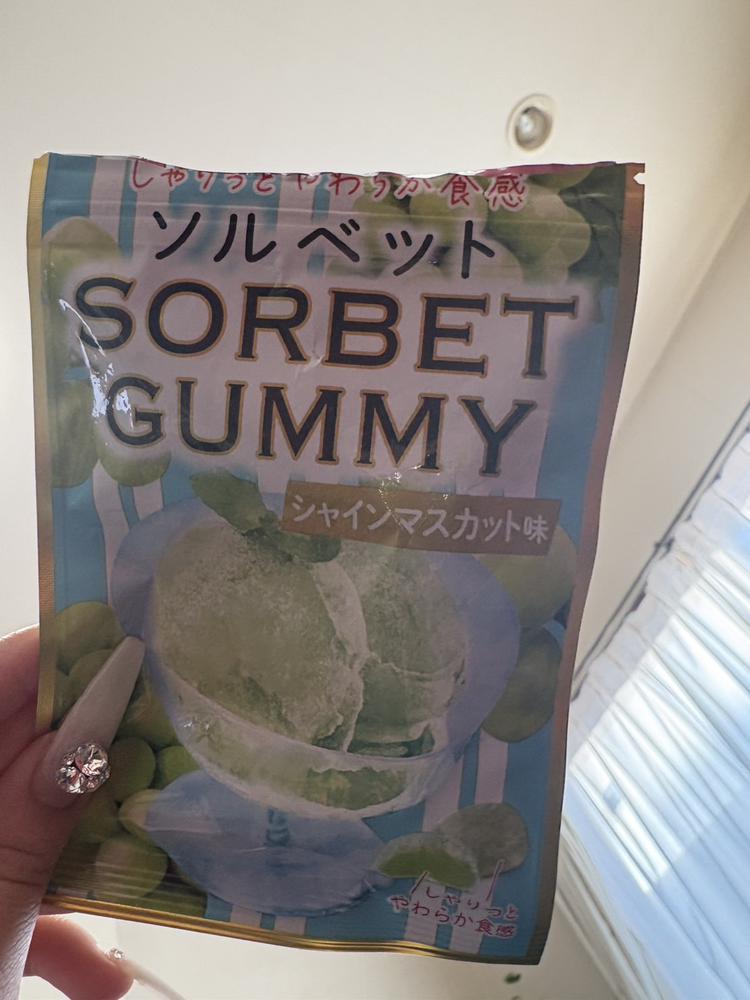 しゃりっとやわらか食感
ソルベット
SORBET
GUMMY
シャインマスカット味
しゃりっと
やわらか食感